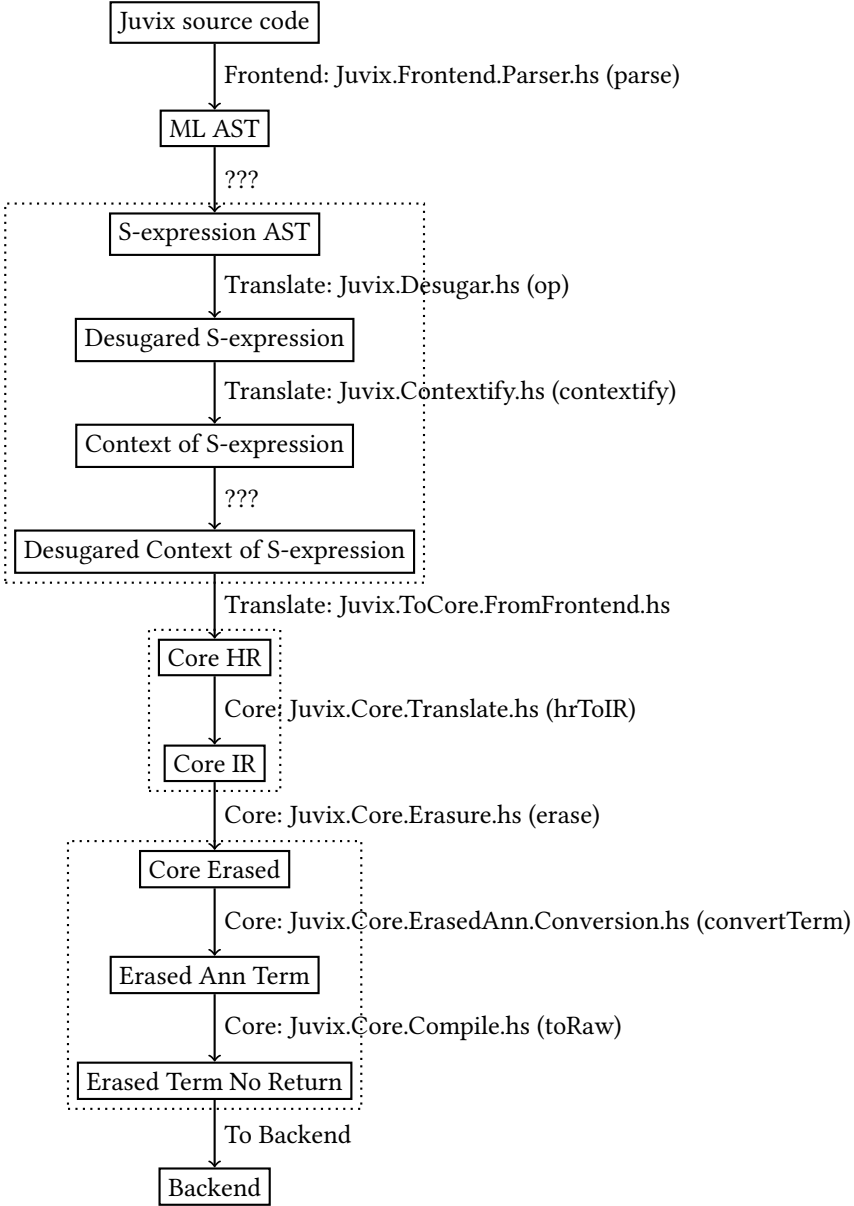 Juvix source code
Frontend: Juvix.Frontend.Parser.hs (parse)
ML AST
???
S-expression AST
Translate: Juvix.Desugar.hs (op)
Desugared S-expression
Translate: Juvix.Contextify.hs (contextify)
Context of S-expression
???
Desugared Context of S-expression
Translate: Juvix.ToCore.FromFrontend.hs
Core HR
Core: Juvix.Core.Translate.hs (hrToIR)
Core IR
Core: Juvix.Core.Erasure.hs (erase)
Core Erased
Core: Juvix.Core.ErasedAnn.Conversion.hs (convertTerm)
Erased Ann Term
Core: Juvix.Core.Compile.hs (toRaw)
Erased Term No Return
To Backend
Backend